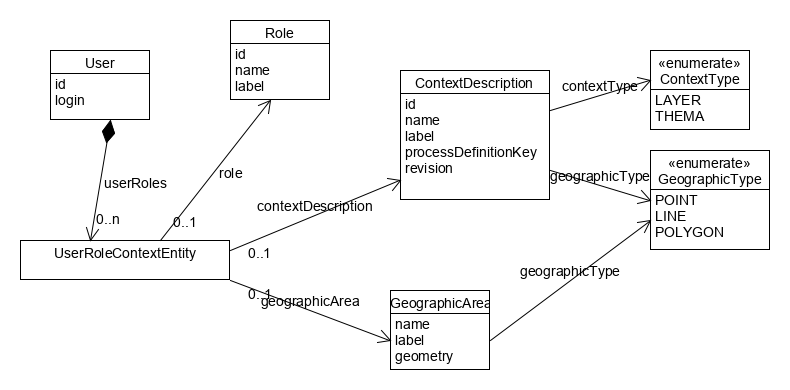 User
id
login
Role
id
name
label
ContextDescription
id
name
label
processDefinitionKey
revision
«enumerate»
ContextType
LAYER
THEMA
«enumerate»
GeographicType
POINT
LINE
POLYGON
contextType
geographicType
userRoles
0..n
role
0..1
contextDescription
0..1
UserRoleContextEntity
0..1
geographicArea
geographicType
GeographicArea
name
label
geometry